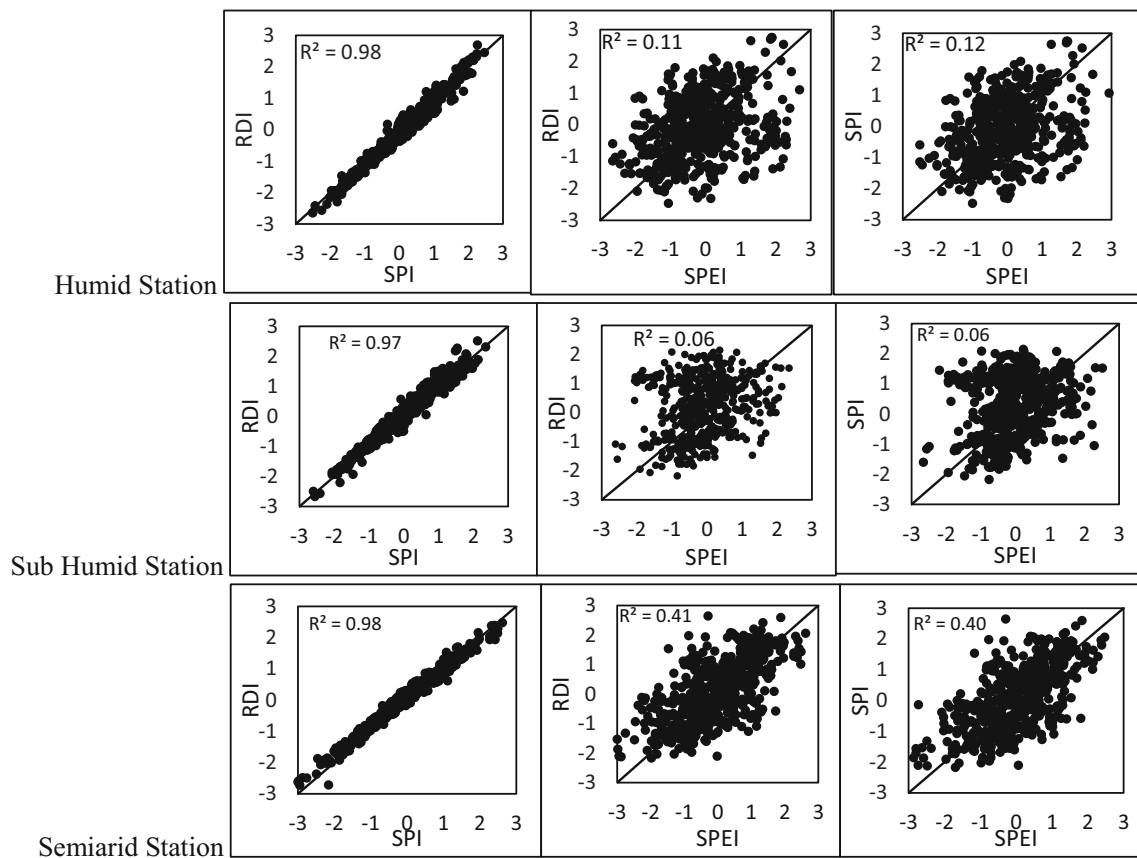 3
2
1
0
-1
-2
-3
RDI
R² = 0.98
-3 -2 -1 0 1 2 3
SPI
3
2
1
0
-1
-2
-3
RDI
R² = 0.11
-3 -2 -1 0 1 2 3
SPEI
3
2
1
0
-1
-2
-3
SPI
R² = 0.12
-3 -2 -1 0 1 2 3
SPEI
Humid Station
3
2
1
0
-1
-2
-3
RDI
R² = 0.97
-3 -2 -1 0 1 2 3
SPI
3
2
1
0
-1
-2
-3
RDI
R² = 0.06
-3 -2 -1 0 1 2 3
SPEI
3
2
1
0
-1
-2
-3
SPI
R² = 0.06
-3 -2 -1 0 1 2 3
SPEI
Sub Humid Station
3
2
1
0
-1
-2
-3
RDI
R² = 0.98
-3 -2 -1 0 1 2 3
SPI
3
2
1
0
-1
-2
-3
RDI
R² = 0.41
-3 -2 -1 0 1 2 3
SPEI
3
2
1
0
-1
-2
-3
SPI
R² = 0.40
-3 -2 -1 0 1 2 3
SPEI
Semiarid Station